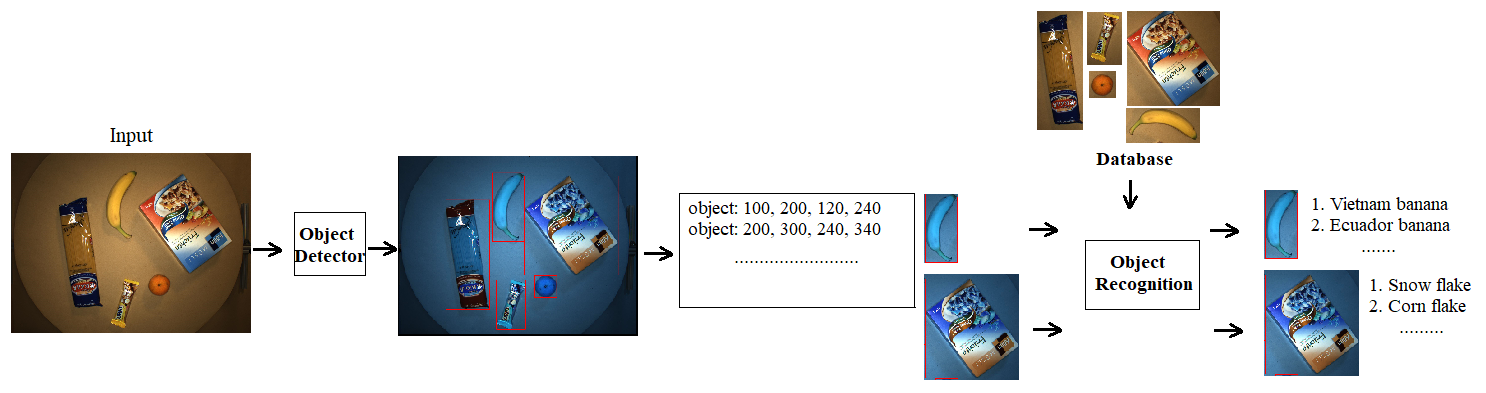 Input
Object
Detector
object: 100, 200, 120, 240
object: 200, 300, 240, 340
.........................
Database
Object
Recognition
1. Vietnam banana
2. Ecuador banana
.......
1. Snow flake
2. Corn flake
.........